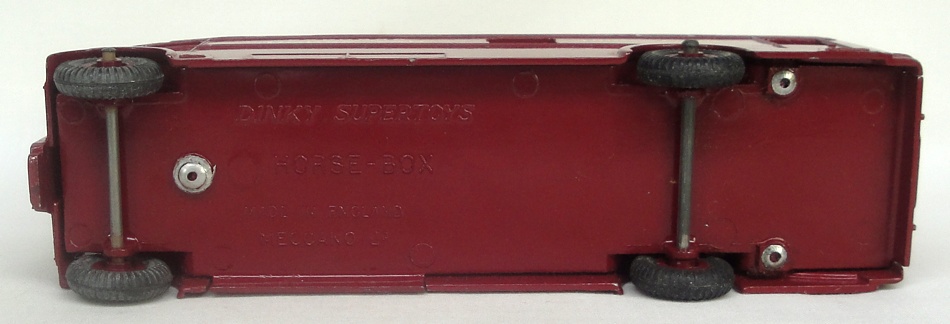 DINKY SUPERTOYS
HORSE-BOX
MADE IN ENGLAND
MECCANO LTD